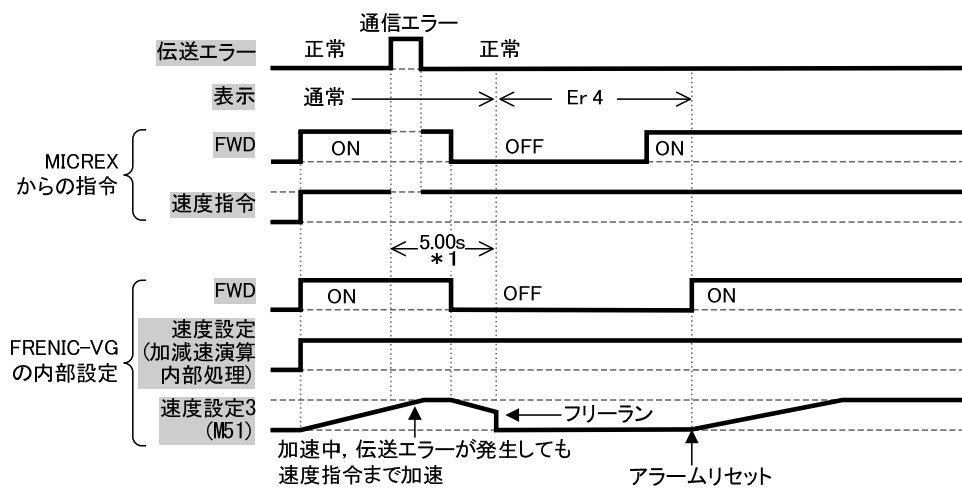 通信エラー
伝送エラー 正常 正常
表示 通常 Er 4
MICREX
からの指令
FWD ON OFF ON
速度指令
5.00s
*1
FRENIC-VG
の内部設定
FWD ON OFF ON
速度設定
(加減速演算
内部処理)
速度設定3
(M51)
フリーラン
加速中, 伝送エラーが発生しても
速度指令まで加速
アラームリセット